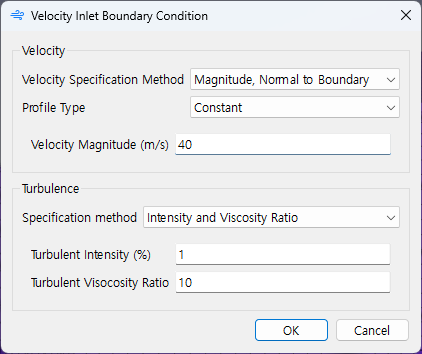 Velocity Inlet Boundary Condition
Velocity
Velocity Specification Method Magnitude, Normal to Boundary
Profile Type Constant
Velocity Magnitude (m/s) 40
Turbulence
Specification method Intensity and Viscosity Ratio
Turbulent Intensity (%) 1
Turbulent Visocosity Ratio 10
OK Cancel